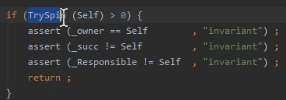 if (TrySpin (Self) > 0) {
assert (_owner == Self , "invariant") ;
assert (_succ != Self , "invariant") ;
assert (_Responsible != Self , "invariant") ;
return ;
}